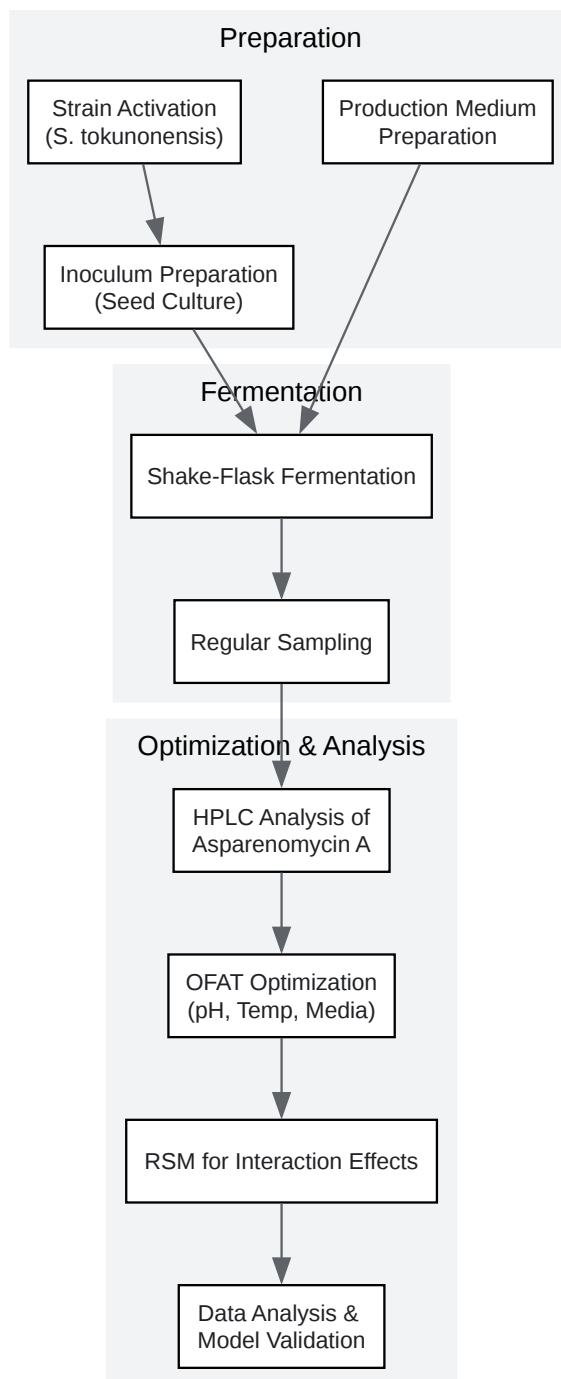 Preparation
Strain Activation
(S. tokunonensis)
Production Medium
Preparation
Inoculum Preparation
(Seed Culture)
Fermentation
Shake-Flask Fermentation
Regular Sampling
Optimization & Analysis
HPLC Analysis of
Asparenomycin A
OFAT Optimization
(pH, Temp, Media)
RSM for Interaction Effects
Data Analysis &
Model Validation